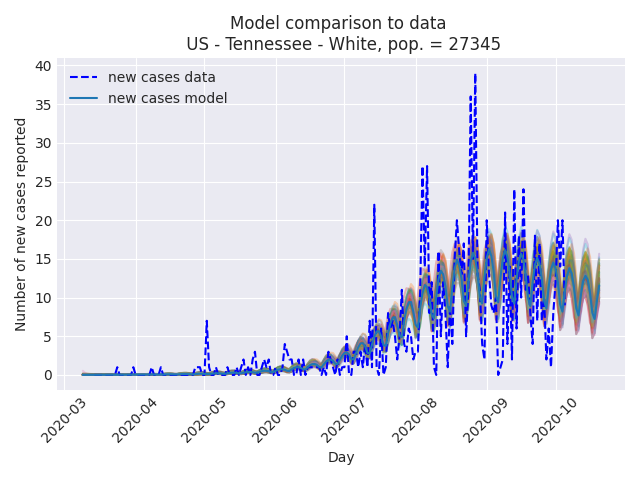 Model comparison to data
US - Tennessee - White, pop. = 27345
new cases data
new cases model
Number of new cases reported
40
35
30
25
20
15
10
5
0
2020-03
2020-04
2020-05
2020-06
2020-07
2020-08
2020-09
2020-10
Day